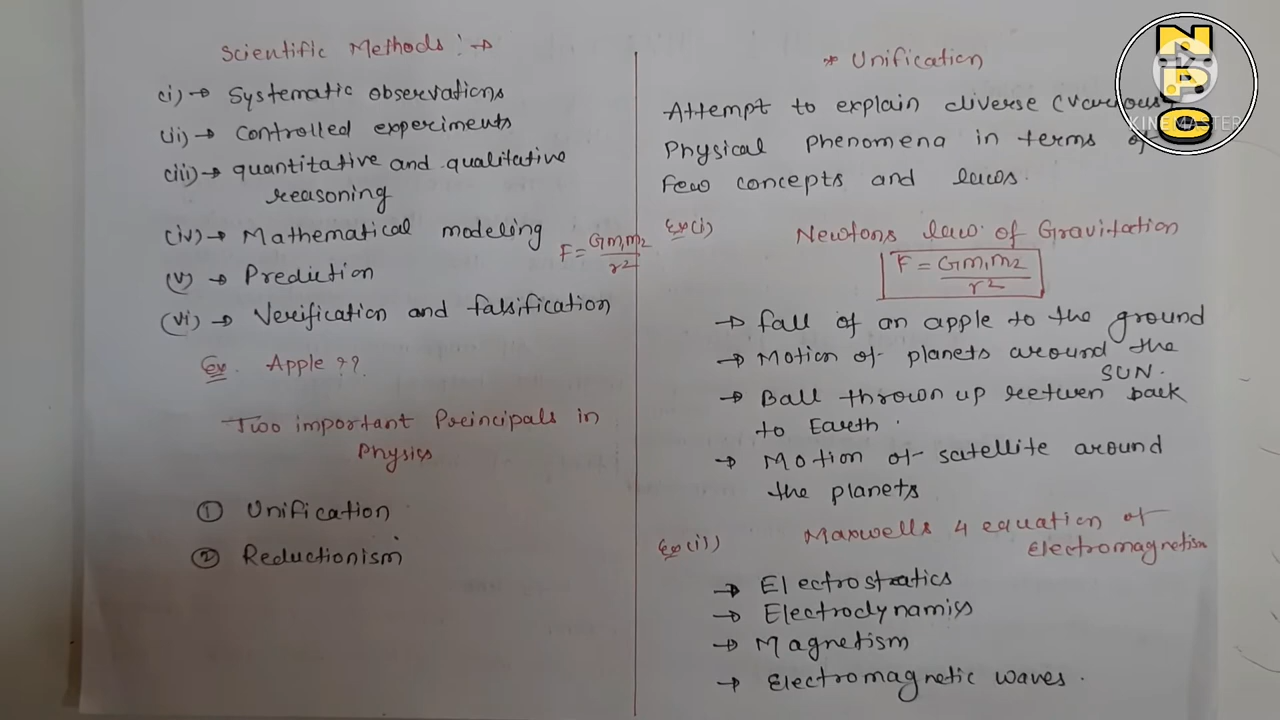 Scientific Methods :→
(i) → Systematic observations
(ii) → Controlled experiments
(iii) → quantitative and qualitative
reasoning
(iv) → Mathematical modeling
F = Gm1m2
r2
(v) → Prediction
(vi) → Verification and falsification
Ex. Apple ??
Two important Preincipals in
Physics
① Unification
② Reductionism
* Unification
Attempt to explain diverse (various)
Physical phenomena in terms of
few concepts and laws.
Ex (i) Newtons law of Gravitation
F = Gm1m2
r2
→ fall of an apple to the ground
→ Motion of planets around the
SUN.
→ Ball thrown up reetwen back
to Earth.
→ Motion of satellite around
the planets
Ex (ii) Maxwells 4 equation of
Electromagnetism
→ Electrostratics
→ Electrodynamics
→ Magnetism
→ Electromagnetic waves.
N
K
P
KINEMASTER
C